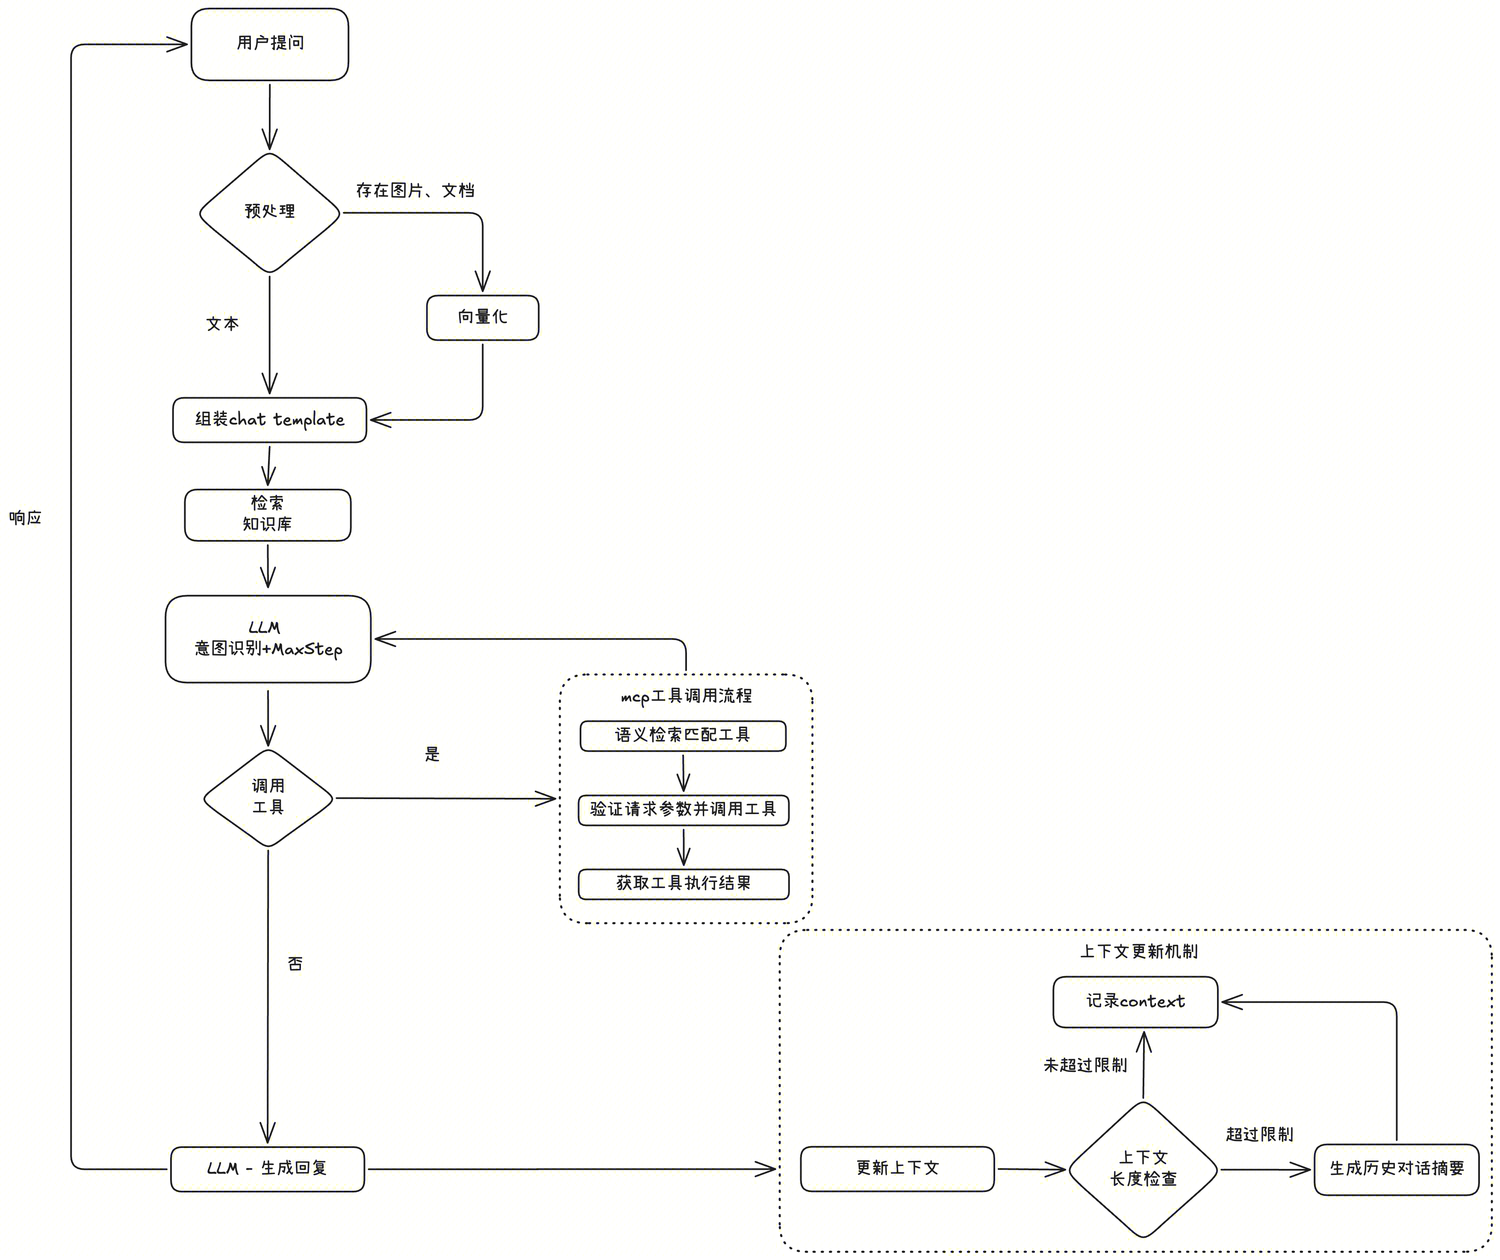 用户提问
预处理
存在图片、文档
文本
向量化
组装chat template
检索
知识库
响应
LLM
意图识别+MaxStep
调用
工具
是
mcp工具调用流程
语义检索匹配工具
验证请求参数并调用工具
获取工具执行结果
否
LLM - 生成回复
上下文更新机制
记录context
未超过限制
更新上下文
上下文
长度检查
超过限制
生成历史对话摘要